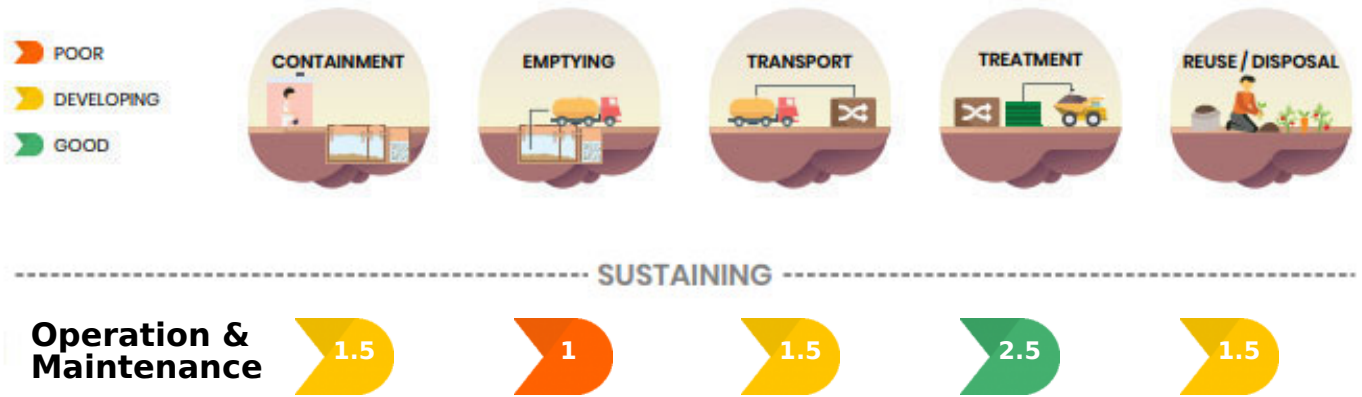 POOR
DEVELOPING
GOOD
CONTAINMENT
EMPTYING
TRANSPORT
TREATMENT
REUSE / DISPOSAL
SUSTAINING
Operation &
Maintenance
1.5
1
1.5
2.5
1.5